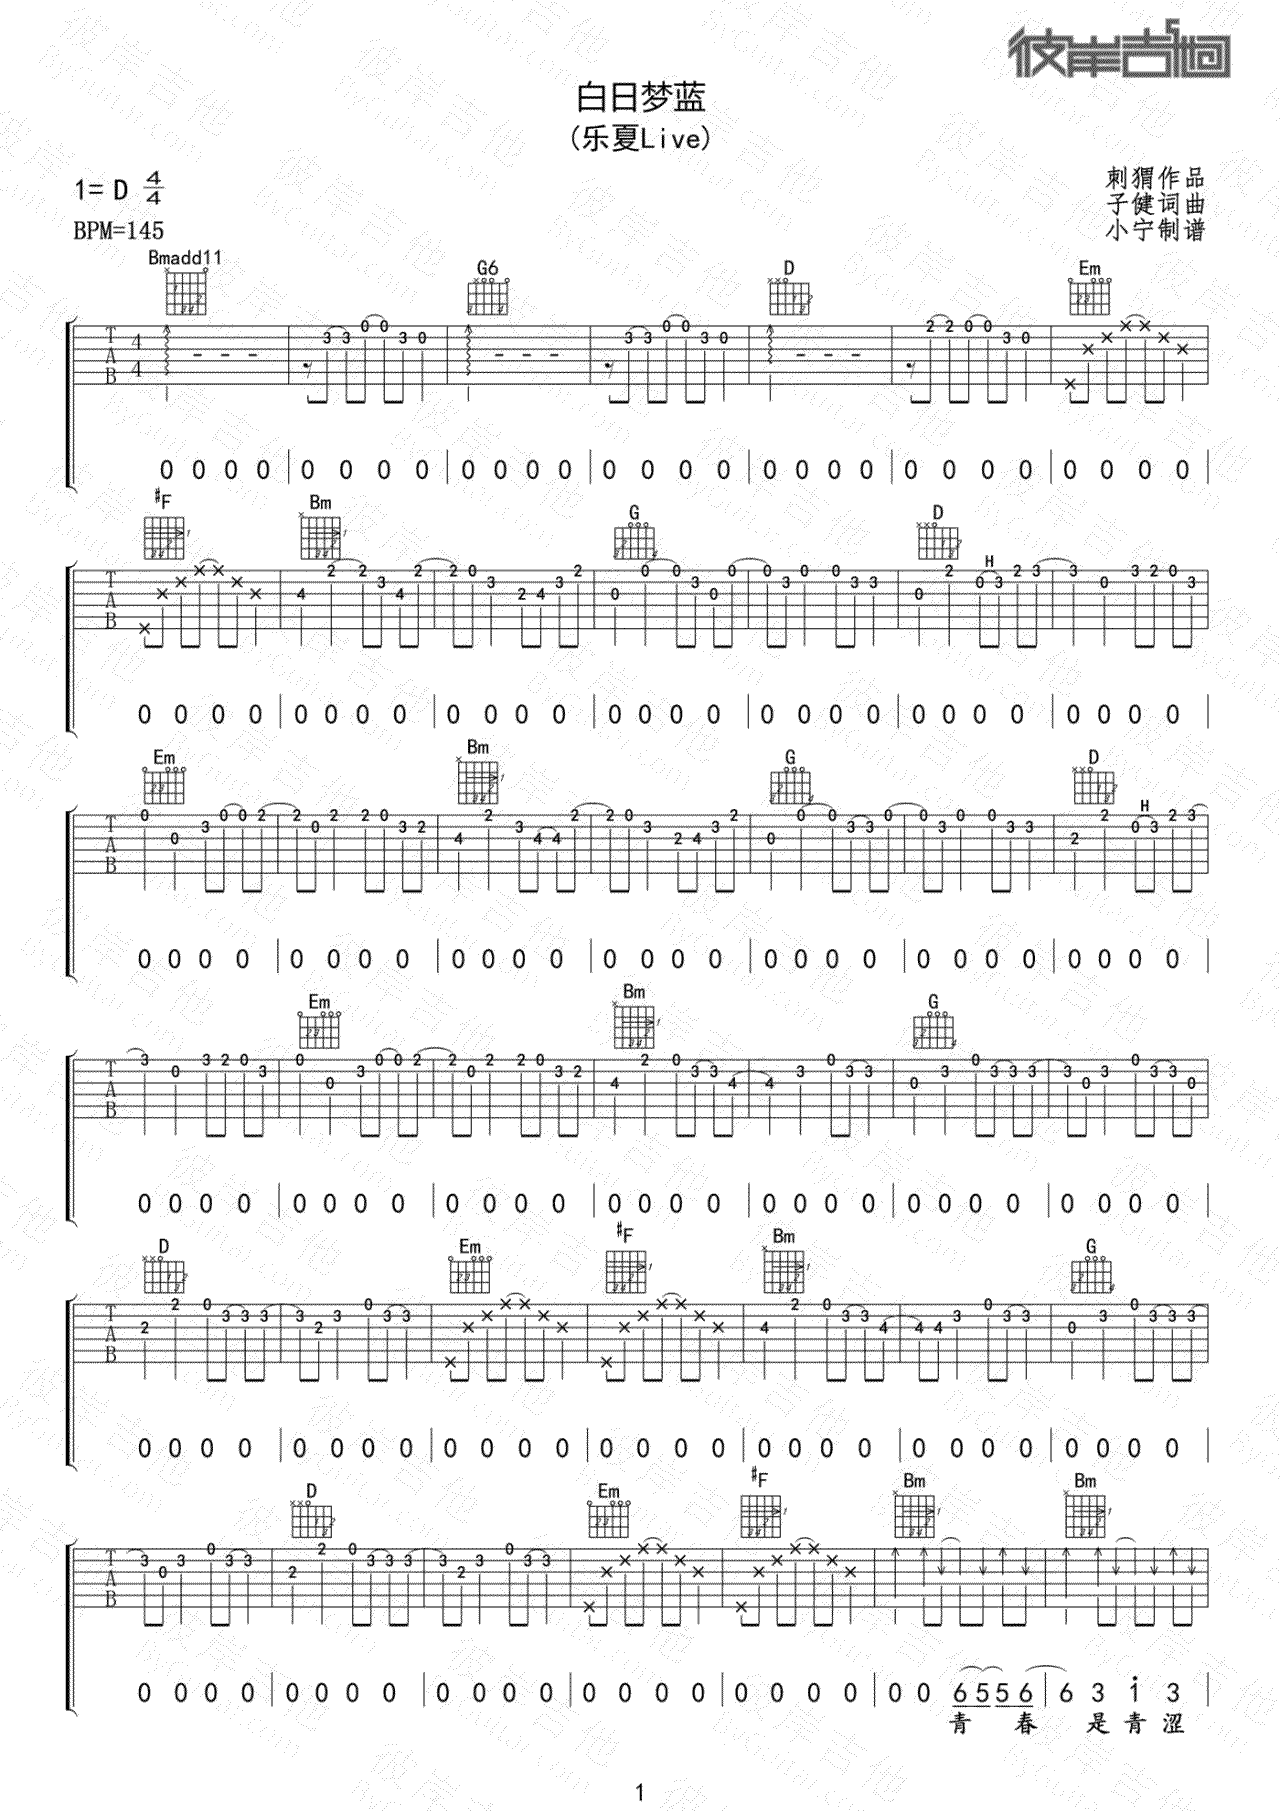 彼岸吉他
白日梦蓝
(乐夏Live)
1= D 4/4
BPM=145
刺猬作品
子健词曲
小宁制谱
Bmadd11 G6 D Em
0 0 0 0 0 0 0 0 0 0 0 0 0 0 0 0 0 0 0 0 0 0 0 0 0 0 0 0
#F Bm G D
0 0 0 0 0 0 0 0 0 0 0 0 0 0 0 0 0 0 0 0 0 0 0 0 0 0 0 0
Em Bm G D
0 0 0 0 0 0 0 0 0 0 0 0 0 0 0 0 0 0 0 0 0 0 0 0 0 0 0 0
Em Bm G
0 0 0 0 0 0 0 0 0 0 0 0 0 0 0 0 0 0 0 0 0 0 0 0 0 0 0 0
D Em #F Bm G
0 0 0 0 0 0 0 0 0 0 0 0 0 0 0 0 0 0 0 0 0 0 0 0 0 0 0 0
D Em #F Bm Bm
0 0 0 0 0 0 0 0 0 0 0 0 0 0 0 0 0 0 0 0 0 0 6 5 5 6 6 3 1 3
青 春 是 青 涩
1